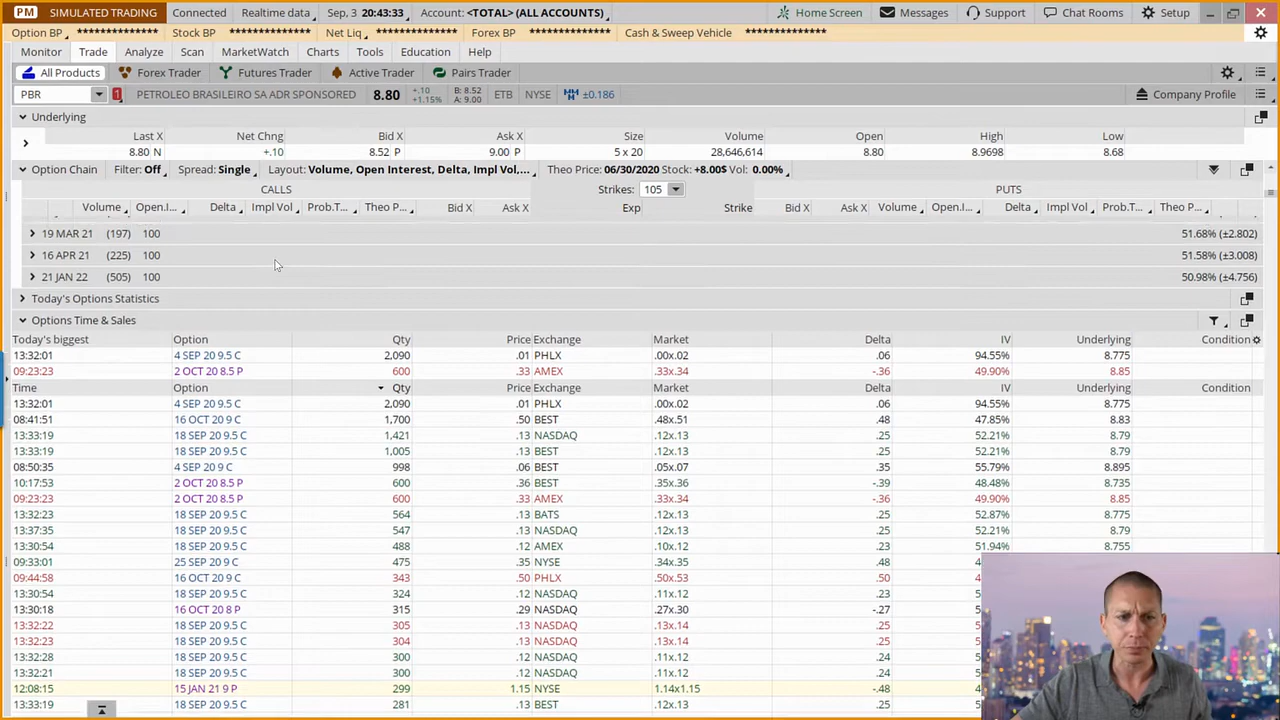 PM SIMULATED TRADING Connected Realtime data Sep, 3 20:43:33 Account: <TOTAL> (ALL ACCOUNTS) Home Screen Messages Support Chat Rooms Setup
Option BP ************** Stock BP ************** Net Liq ************** Forex BP ************** Cash & Sweep Vehicle **************
Monitor Trade Analyze Scan MarketWatch Charts Tools Education Help
All Products Forex Trader Futures Trader Active Trader Pairs Trader
PBR 1 PETROLEO BRASILEIRO SA ADR SPONSORED 8.80 +.10 +1.15% B: 8.52 A: 9.00 ETB NYSE ±0.186 Company Profile
Underlying
Last X Net Chng Bid X Ask X Size Volume Open High Low
8.80 N +.10 8.52 P 9.00 P 5 x 20 28,646,614 8.80 8.9698 8.68
Option Chain Filter: Off Spread: Single Layout: Volume, Open Interest, Delta, Impl Vol,... Theo Price: 06/30/2020 Stock: +8.00$ Vol: 0.00%
CALLS Strikes: 105 PUTS
Volume Open.I... Delta Impl Vol Prob.T... Theo P... Bid X Ask X Exp Strike Bid X Ask X Volume Open.I... Delta Impl Vol Prob.T... Theo P...
19 MAR 21 (197) 100 51.68% (±2.802)
16 APR 21 (225) 100 51.58% (±3.008)
21 JAN 22 (505) 100 50.98% (±4.756)
Today's Options Statistics
Options Time & Sales
Today's biggest Option Qty Price Exchange Market Delta IV Underlying Condition
13:32:01 4 SEP 20 9.5 C 2,090 .01 PHLX .00x.02 .06 94.55% 8.775
09:23:23 2 OCT 20 8.5 P 600 .33 AMEX .33x.34 -.36 49.90% 8.85
Time Option Qty Price Exchange Market Delta IV Underlying Condition
13:32:01 4 SEP 20 9.5 C 2,090 .01 PHLX .00x.02 .06 94.55% 8.775
08:41:51 16 OCT 20 9 C 1,700 .50 BEST .48x.51 .48 47.85% 8.83
13:33:19 18 SEP 20 9.5 C 1,421 .13 NASDAQ .12x.13 .25 52.21% 8.79
13:33:19 18 SEP 20 9.5 C 1,005 .13 BEST .12x.13 .25 52.21% 8.79
08:50:35 4 SEP 20 9 C 998 .06 BEST .05x.07 .35 55.79% 8.895
10:17:53 2 OCT 20 8.5 P 600 .36 BEST .35x.36 -.39 48.48% 8.735
09:23:23 2 OCT 20 8.5 P 600 .33 AMEX .33x.34 -.36 49.90% 8.85
13:32:23 18 SEP 20 9.5 C 564 .13 BATS .12x.13 .25 52.87% 8.775
13:37:35 18 SEP 20 9.5 C 547 .13 NASDAQ .12x.13 .25 52.21% 8.79
13:30:54 18 SEP 20 9.5 C 488 .12 AMEX .10x.12 .23 51.94% 8.755
09:33:01 25 SEP 20 9 C 475 .35 NYSE .34x.35 .48 4
09:44:58 16 OCT 20 9 C 343 .50 PHLX .50x.53 .50 4
13:30:54 18 SEP 20 9.5 C 324 .12 NASDAQ .11x.12 .24 5
13:30:18 16 OCT 20 8 P 315 .29 NASDAQ .27x.30 -.27 5
13:32:22 18 SEP 20 9.5 C 305 .13 NASDAQ .13x.14 .25 5
13:32:23 18 SEP 20 9.5 C 304 .13 NASDAQ .13x.14 .25 5
13:32:28 18 SEP 20 9.5 C 300 .12 NASDAQ .11x.12 .24 5
13:32:21 18 SEP 20 9.5 C 300 .12 NASDAQ .11x.12 .24 5
12:08:15 15 JAN 21 9 P 299 1.15 NYSE 1.14x1.15 -.48 4
13:33:19 18 SEP 20 9.5 C 281 .13 BEST .12x.13 .25 5